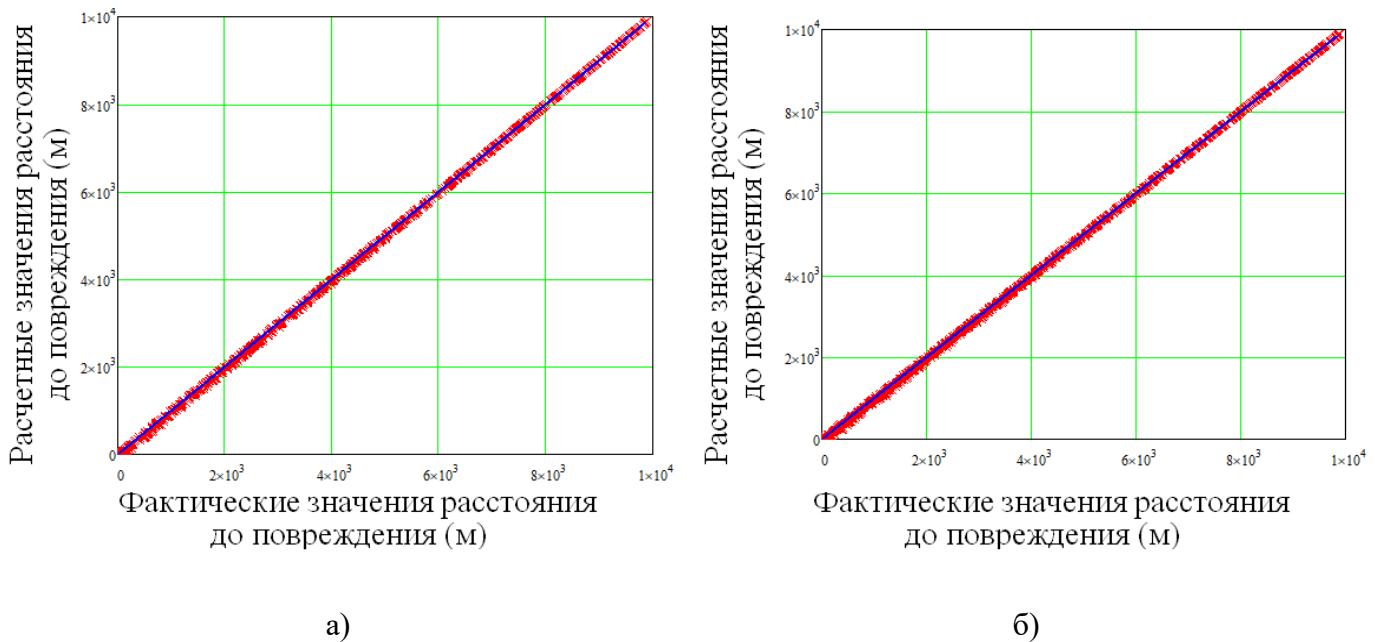 Расчетные значения расстояния
до повреждения (м)
1×10⁴
8×10³
6×10³
4×10³
2×10³
0
0
2×10³
4×10³
6×10³
8×10³
1×10⁴
Фактические значения расстояния
до повреждения (м)
а)
Расчетные значения расстояния
до повреждения (м)
1×10⁴
8×10³
6×10³
4×10³
2×10³
0
0
2×10³
4×10³
6×10³
8×10³
1×10⁴
Фактические значения расстояния
до повреждения (м)
б)